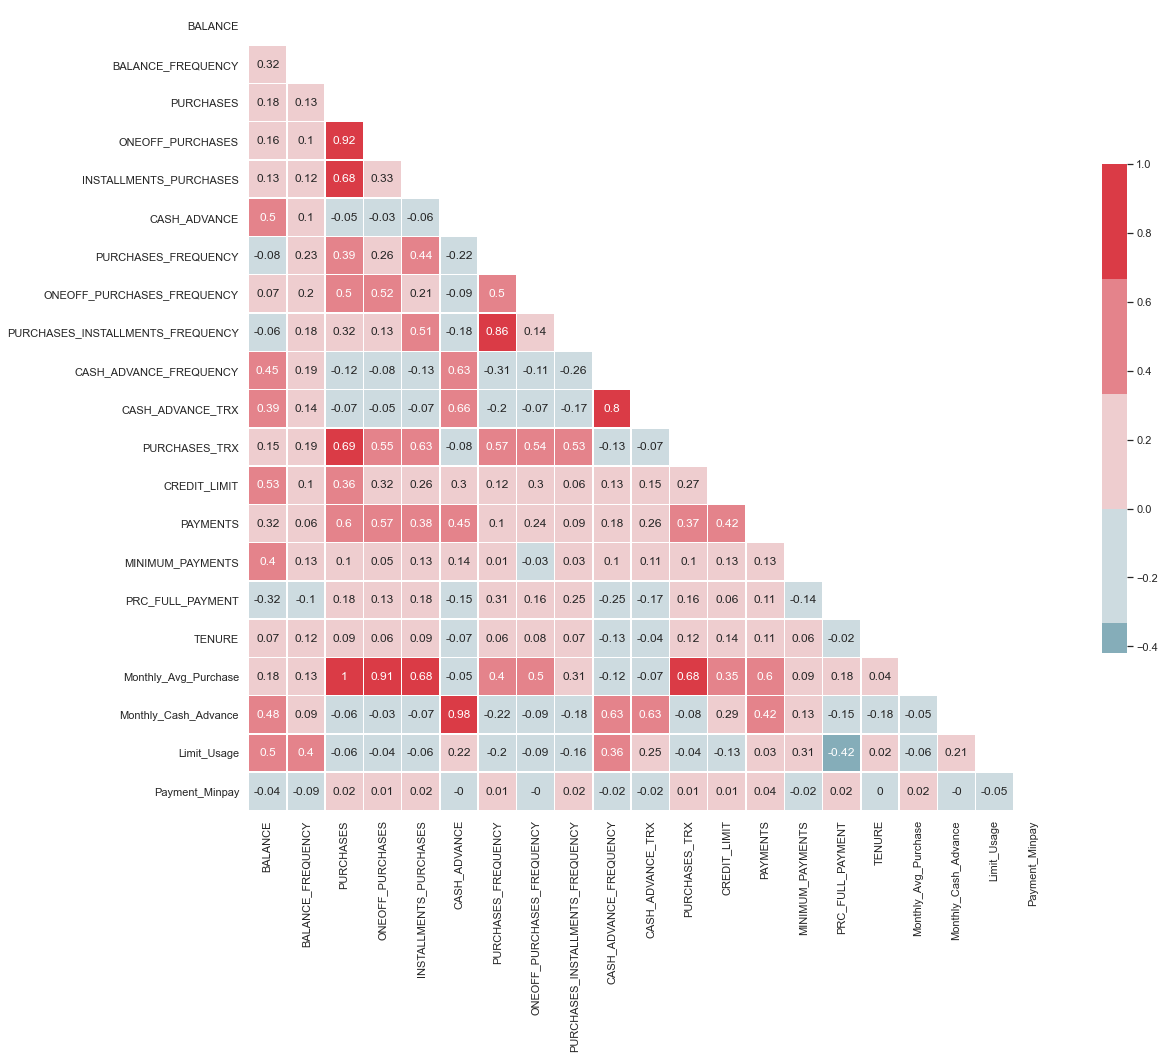 BALANCE
BALANCE_FREQUENCY 0.32
PURCHASES 0.18 0.13
ONEOFF_PURCHASES 0.16 0.1 0.92
INSTALLMENTS_PURCHASES 0.13 0.12 0.68 0.33
CASH_ADVANCE 0.5 0.1 -0.05 -0.03 -0.06
PURCHASES_FREQUENCY -0.08 0.23 0.39 0.26 0.44 -0.22
ONEOFF_PURCHASES_FREQUENCY 0.07 0.2 0.5 0.52 0.21 -0.09 0.5
PURCHASES_INSTALLMENTS_FREQUENCY -0.06 0.18 0.32 0.13 0.51 -0.18 0.86 0.14
CASH_ADVANCE_FREQUENCY 0.45 0.19 -0.12 -0.08 -0.13 0.63 -0.31 -0.11 -0.26
CASH_ADVANCE_TRX 0.39 0.14 -0.07 -0.05 -0.07 0.66 -0.2 -0.07 -0.17 0.8
PURCHASES_TRX 0.15 0.19 0.69 0.55 0.63 -0.08 0.57 0.54 0.53 -0.13 -0.07
CREDIT_LIMIT 0.53 0.1 0.36 0.32 0.26 0.3 0.12 0.3 0.06 0.13 0.15 0.27
PAYMENTS 0.32 0.06 0.6 0.57 0.38 0.45 0.1 0.24 0.09 0.18 0.26 0.37 0.42
MINIMUM_PAYMENTS 0.4 0.13 0.1 0.05 0.13 0.14 0.01 -0.03 0.03 0.1 0.11 0.1 0.13 0.13
PRC_FULL_PAYMENT -0.32 -0.1 0.18 0.13 0.18 -0.15 0.31 0.16 0.25 -0.25 -0.17 0.16 0.06 0.11 -0.14
TENURE 0.07 0.12 0.09 0.06 0.09 -0.07 0.06 0.08 0.07 -0.13 -0.04 0.12 0.14 0.11 0.06 -0.02
Monthly_Avg_Purchase 0.18 0.13 1 0.91 0.68 -0.05 0.4 0.5 0.31 -0.12 -0.07 0.68 0.35 0.6 0.09 0.18 0.04
Monthly_Cash_Advance 0.48 0.09 -0.06 -0.03 -0.07 0.98 -0.22 -0.09 -0.18 0.63 0.63 -0.08 0.29 0.42 0.13 -0.15 -0.18 -0.05
Limit_Usage 0.5 0.4 -0.06 -0.04 -0.06 0.22 -0.2 -0.09 -0.16 0.36 0.25 -0.04 -0.13 0.03 0.31 -0.42 0.02 -0.06 0.21
Payment_Minpay -0.04 -0.09 0.02 0.01 0.02 -0 0.01 -0 0.02 -0.02 -0.02 0.01 0.01 0.04 -0.02 0.02 0 0.02 -0 -0.05
BALANCE
BALANCE_FREQUENCY
PURCHASES
ONEOFF_PURCHASES
INSTALLMENTS_PURCHASES
CASH_ADVANCE
PURCHASES_FREQUENCY
ONEOFF_PURCHASES_FREQUENCY
PURCHASES_INSTALLMENTS_FREQUENCY
CASH_ADVANCE_FREQUENCY
CASH_ADVANCE_TRX
PURCHASES_TRX
CREDIT_LIMIT
PAYMENTS
MINIMUM_PAYMENTS
PRC_FULL_PAYMENT
TENURE
Monthly_Avg_Purchase
Monthly_Cash_Advance
Limit_Usage
Payment_Minpay
1.0
0.8
0.6
0.4
0.2
0.0
−0.2
−0.4